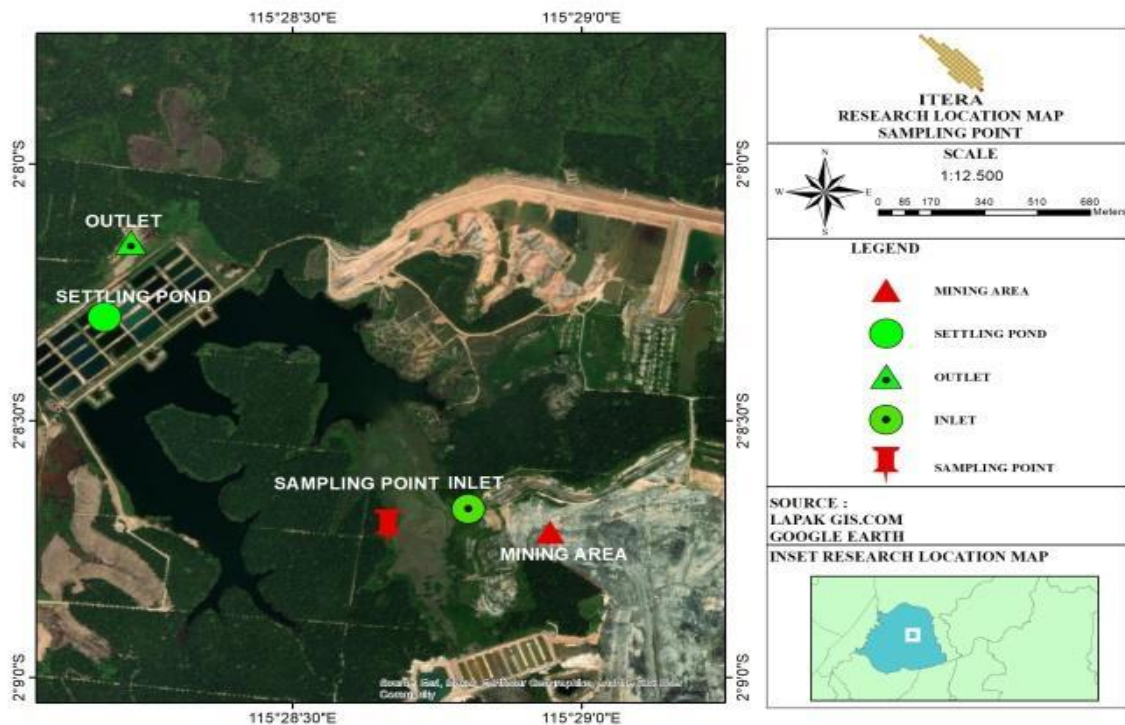 115°28'30"E 115°29'0"E
2°8'0"S
2°8'30"S
2°9'0"S
OUTLET
SETTLING POND
SAMPLING POINT INLET
MINING AREA
Community
2°8'0"S
2°8'30"S
2°9'0"S
115°28'30"E 115°29'0"E
ITERA
RESEARCH LOCATION MAP
SAMPLING POINT
N
W E
S
SCALE
1:12.500
0 85 170 340 510 680
Meters
LEGEND
MINING AREA
SETTLING POND
OUTLET
INLET
SAMPLING POINT
SOURCE :
LAPAK GIS.COM
GOOGLE EARTH
INSET RESEARCH LOCATION MAP